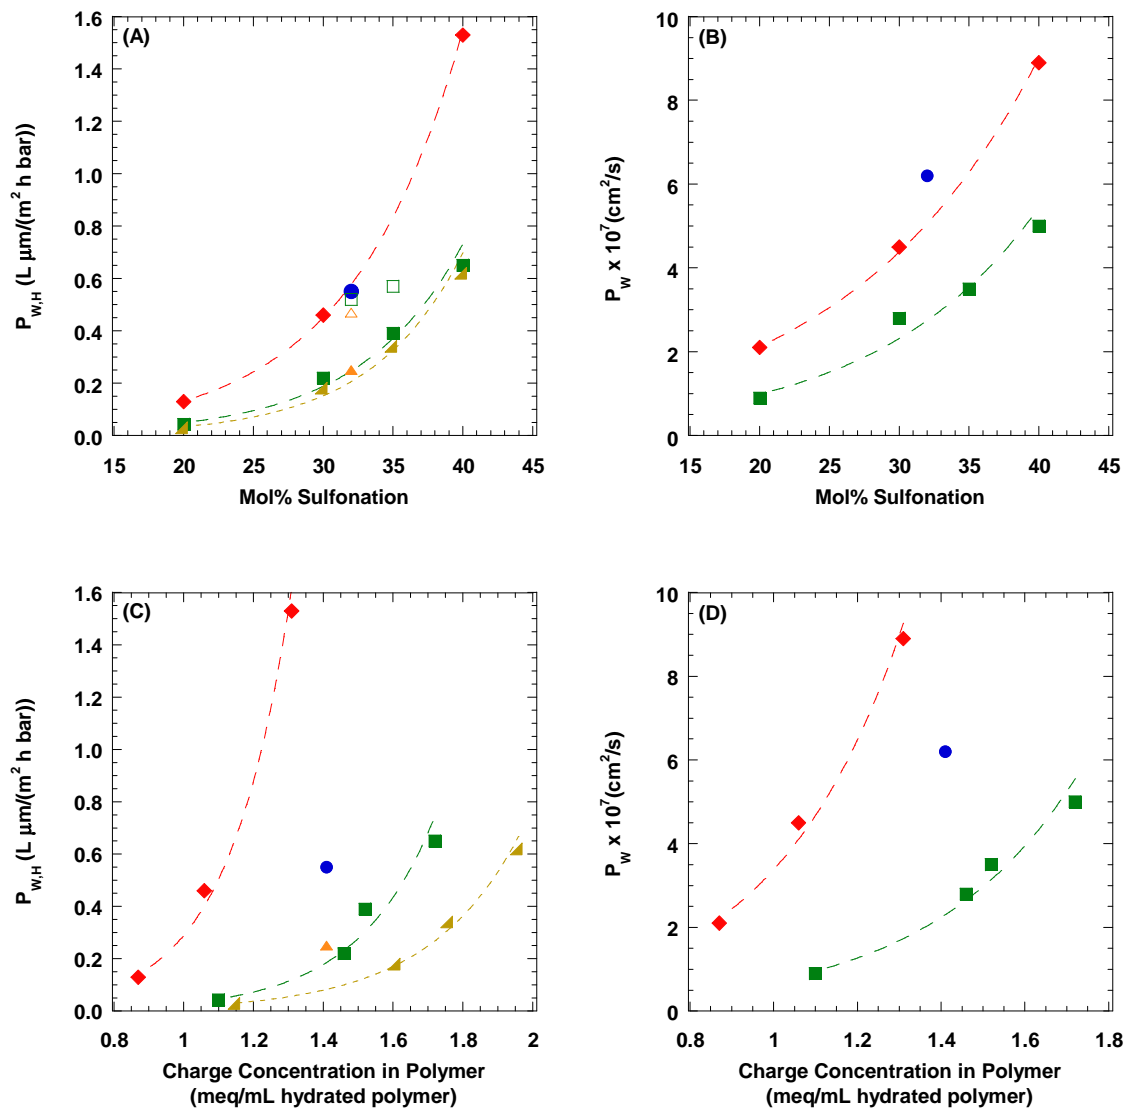 (A)
P_W,H (L μm/(m² h bar))
1.6
1.4
1.2
1.0
0.8
0.6
0.4
0.2
0.0
15 20 25 30 35 40 45
Mol% Sulfonation
(B)
P_W x 10⁷(cm²/s)
10
8
6
4
2
0
15 20 25 30 35 40 45
Mol% Sulfonation
(C)
P_W,H (L μm/(m² h bar))
1.6
1.4
1.2
1.0
0.8
0.6
0.4
0.2
0.0
0.8 1 1.2 1.4 1.6 1.8 2
Charge Concentration in Polymer
(meq/mL hydrated polymer)
(D)
P_W x 10⁷(cm²/s)
10
8
6
4
2
0
0.8 1 1.2 1.4 1.6 1.8
Charge Concentration in Polymer
(meq/mL hydrated polymer)